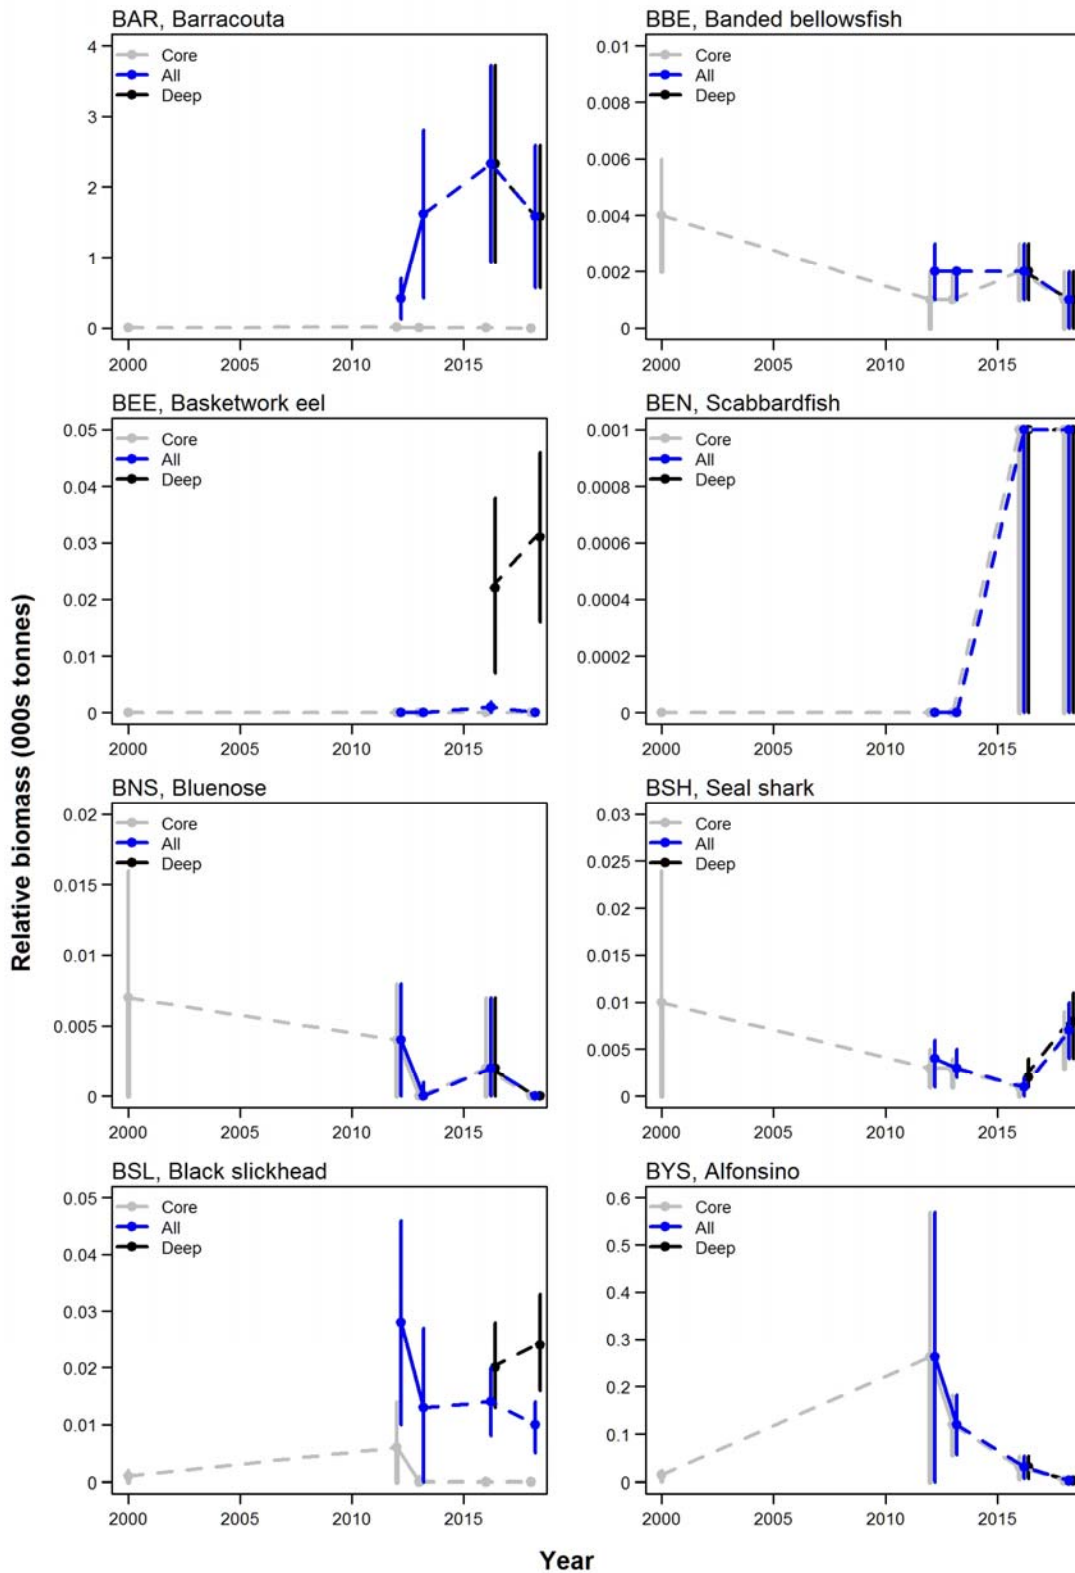 BAR, Barracouta
Core
All
Deep
4
3
2
1
0
2000 2005 2010 2015
BBE, Banded bellowsfish
Core
All
Deep
0.01
0.008
0.006
0.004
0.002
0
2000 2005 2010 2015
BEE, Basketwork eel
Core
All
Deep
0.05
0.04
0.03
0.02
0.01
0
2000 2005 2010 2015
BEN, Scabbardfish
Core
All
Deep
0.001
0.0008
0.0006
0.0004
0.0002
0
2000 2005 2010 2015
BNS, Bluenose
Core
All
Deep
0.02
0.015
0.01
0.005
0
2000 2005 2010 2015
BSH, Seal shark
Core
All
Deep
0.03
0.025
0.02
0.015
0.01
0.005
0
2000 2005 2010 2015
BSL, Black slickhead
Core
All
Deep
0.05
0.04
0.03
0.02
0.01
0
2000 2005 2010 2015
BYS, Alfonsino
Core
All
Deep
0.6
0.5
0.4
0.3
0.2
0.1
0
2000 2005 2010 2015
Relative biomass (000s tonnes)
Year